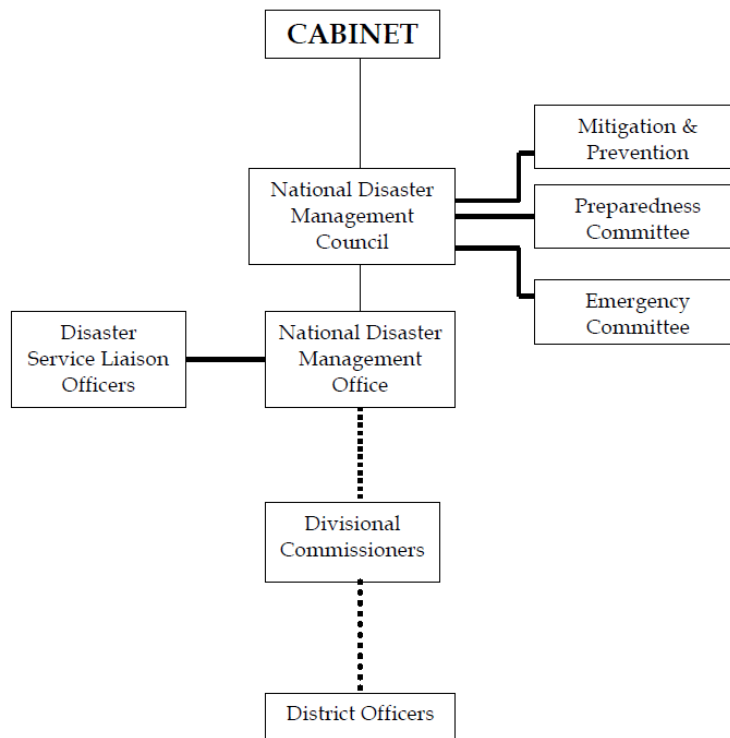 CABINET
Mitigation &
Prevention
National Disaster
Management
Council
Preparedness
Committee
Emergency
Committee
Disaster
Service Liaison
Officers
National Disaster
Management
Office
Divisional
Commissioners
District Officers